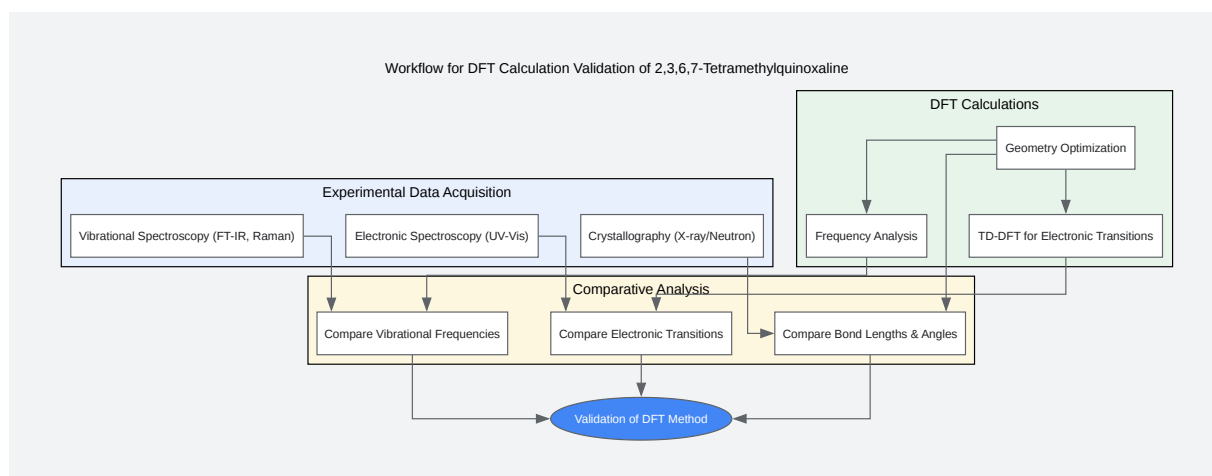 Workflow for DFT Calculation Validation of 2,3,6,7-Tetramethylquinoxaline
DFT Calculations
Geometry Optimization
Experimental Data Acquisition
Vibrational Spectroscopy (FT-IR, Raman)
Electronic Spectroscopy (UV-Vis)
Crystallography (X-ray/Neutron)
Frequency Analysis
TD-DFT for Electronic Transitions
Comparative Analysis
Compare Vibrational Frequencies
Compare Electronic Transitions
Compare Bond Lengths & Angles
Validation of DFT Method